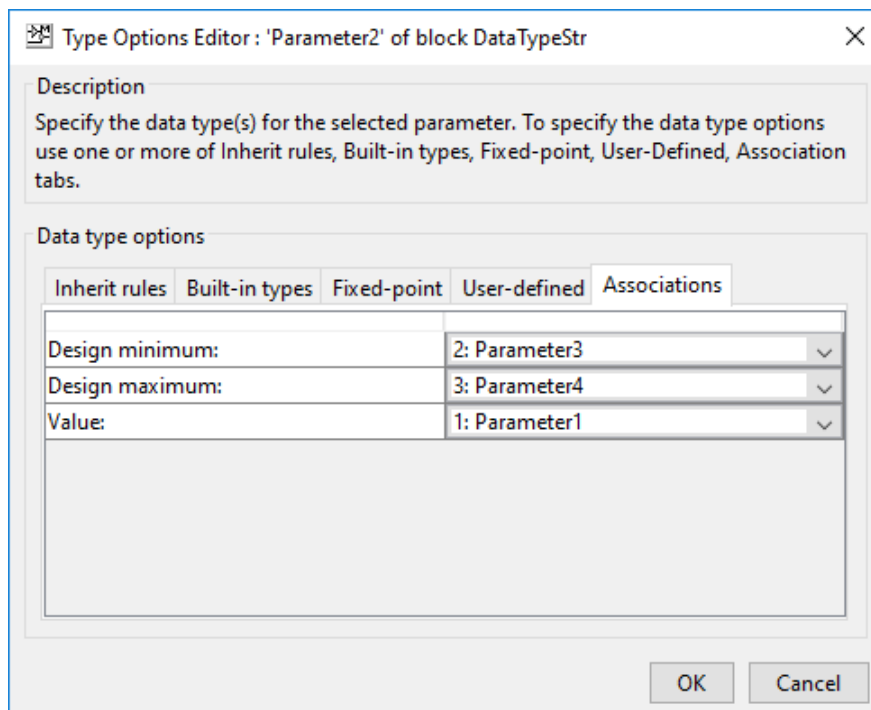 Type Options Editor : 'Parameter2' of block DataTypeStr
Description
Specify the data type(s) for the selected parameter. To specify the data type options
use one or more of Inherit rules, Built-in types, Fixed-point, User-Defined, Association
tabs.
Data type options
Inherit rules Built-in types Fixed-point User-defined Associations
Design minimum: 2: Parameter3
Design maximum: 3: Parameter4
Value: 1: Parameter1
OK Cancel